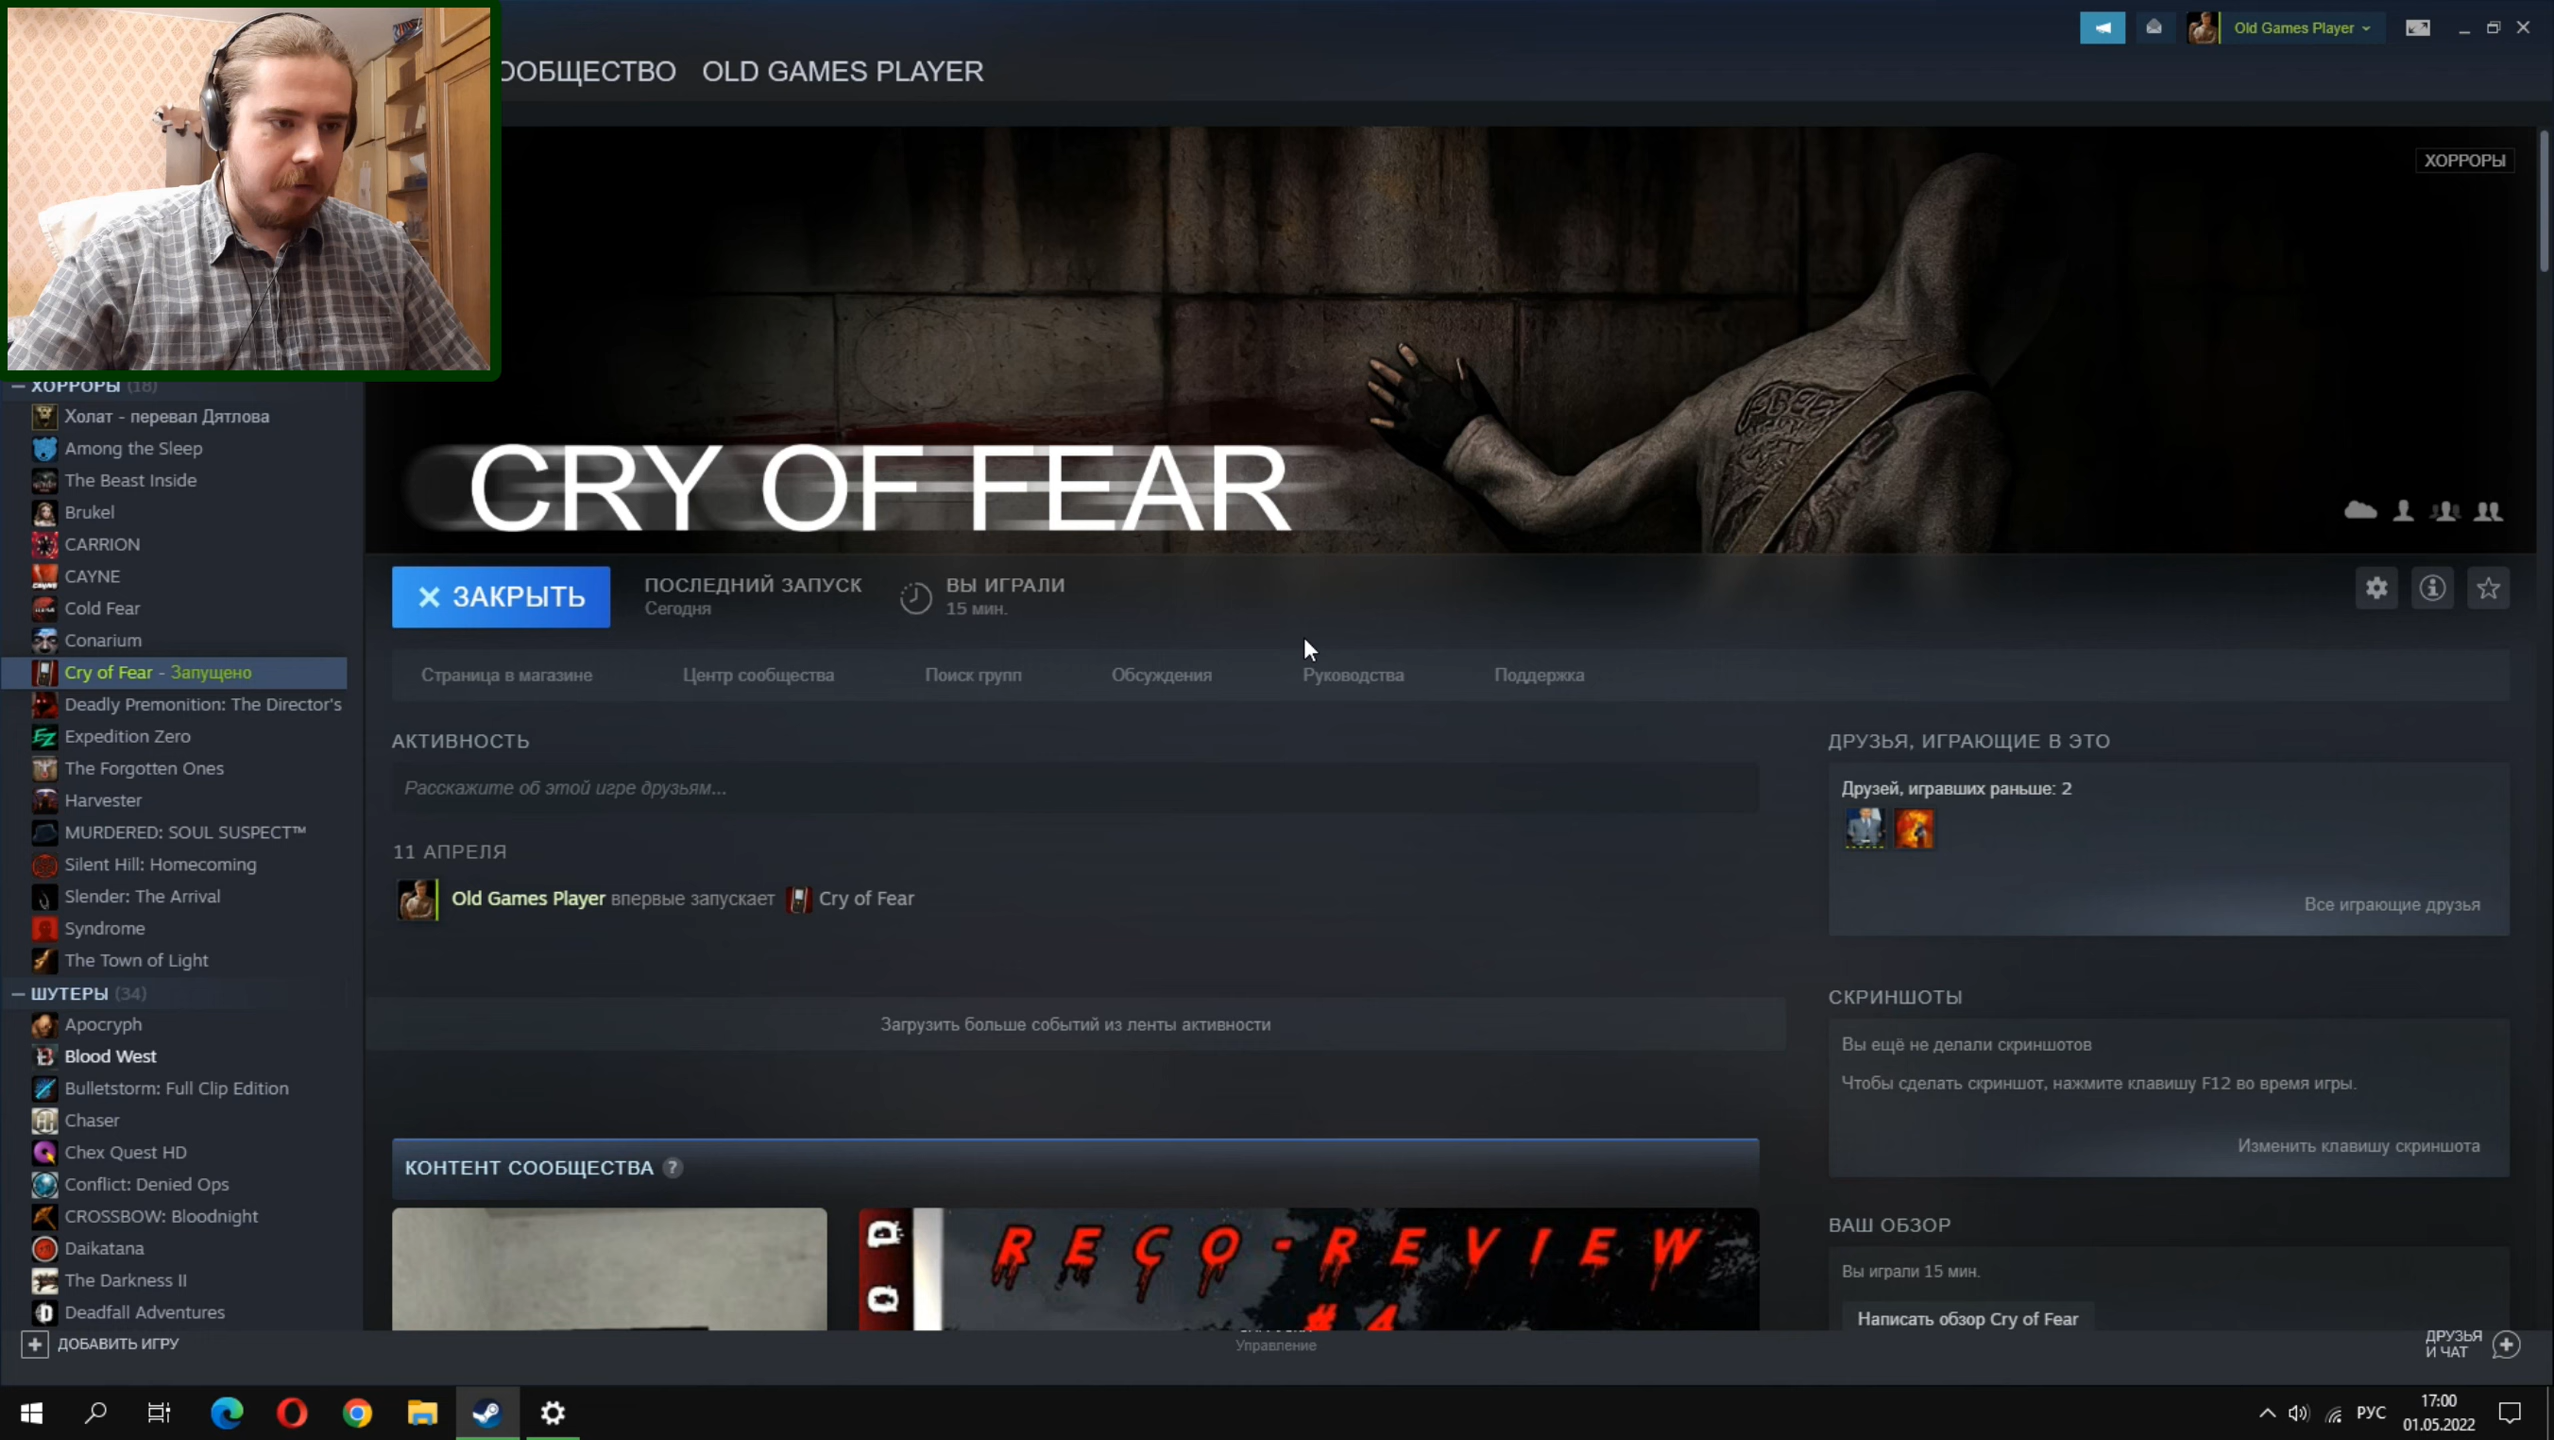 Old Games Player
ООБЩЕСТВО OLD GAMES PLAYER
ХОРРОРЫ
CRY OF FEAR
ХОРРОРЫ (18)
Холат - перевал Дятлова
Among the Sleep
The Beast Inside
Brukel
CARRION
CAYNE
Cold Fear
Conarium
Cry of Fear - Запущено
Deadly Premonition: The Director's
Expedition Zero
The Forgotten Ones
Harvester
MURDERED: SOUL SUSPECT™
Silent Hill: Homecoming
Slender: The Arrival
Syndrome
The Town of Light
ШУТЕРЫ (34)
Apocryph
Blood West
Bulletstorm: Full Clip Edition
Chaser
Chex Quest HD
Conflict: Denied Ops
CROSSBOW: Bloodnight
Daikatana
The Darkness II
Deadfall Adventures
ДОБАВИТЬ ИГРУ
ЗАКРЫТЬ
ПОСЛЕДНИЙ ЗАПУСК
Сегодня
ВЫ ИГРАЛИ
15 мин.
Страница в магазине Центр сообщества Поиск групп Обсуждения Руководства Поддержка
АКТИВНОСТЬ
Расскажите об этой игре друзьям...
11 АПРЕЛЯ
Old Games Player впервые запускает Cry of Fear
Загрузить больше событий из ленты активности
КОНТЕНТ СООБЩЕСТВА ?
RECO-REVIEW
#4
Управление
ДРУЗЬЯ, ИГРАЮЩИЕ В ЭТО
Друзей, игравших раньше: 2
Все играющие друзья
СКРИНШОТЫ
Вы ещё не делали скриншотов
Чтобы сделать скриншот, нажмите клавишу F12 во время игры.
Изменить клавишу скриншота
ВАШ ОБЗОР
Вы играли 15 мин.
Написать обзор Cry of Fear
ДРУЗЬЯ
И ЧАТ
РУС
17:00
01.05.2022